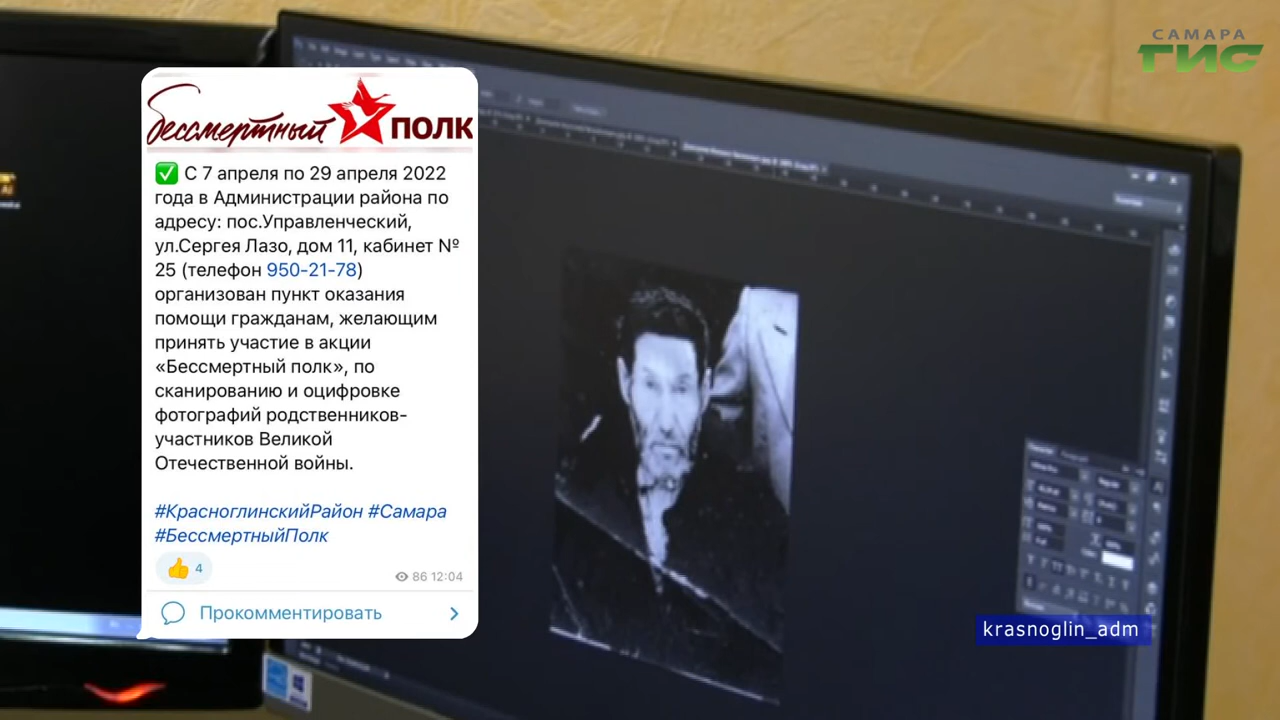 САМАРА
ГИС
бессмертный ПОЛК
✅ С 7 апреля по 29 апреля 2022
года в Администрации района по
адресу: пос.Управленческий,
ул.Сергея Лазо, дом 11, кабинет №
25 (телефон 950-21-78)
организован пункт оказания
помощи гражданам, желающим
принять участие в акции
«Бессмертный полк», по
сканированию и оцифровке
фотографий родственников-
участников Великой
Отечественной войны.
#КрасноглинскийРайон #Самара
#БессмертныйПолк
👍 4
86 12:04
Прокомментировать
krasnoglin_adm